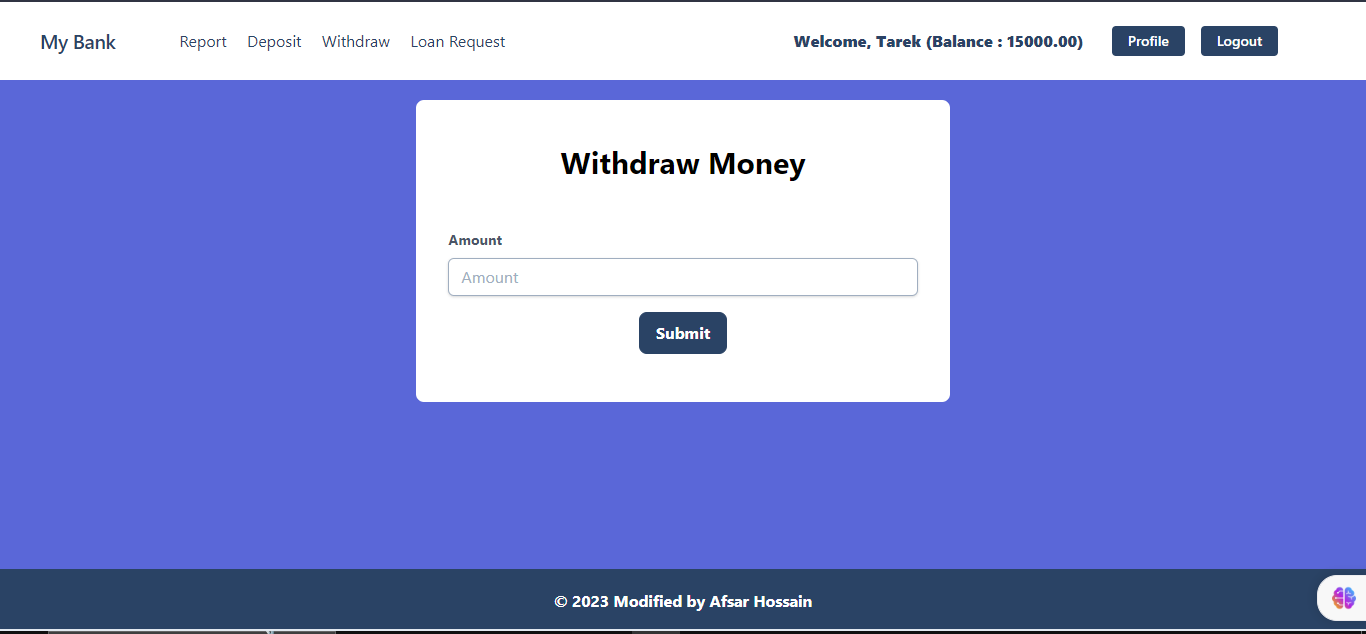 My Bank Report Deposit Withdraw Loan Request Welcome, Tarek (Balance : 15000.00) Profile Logout
Withdraw Money
Amount
Amount
Submit
© 2023 Modified by Afsar Hossain